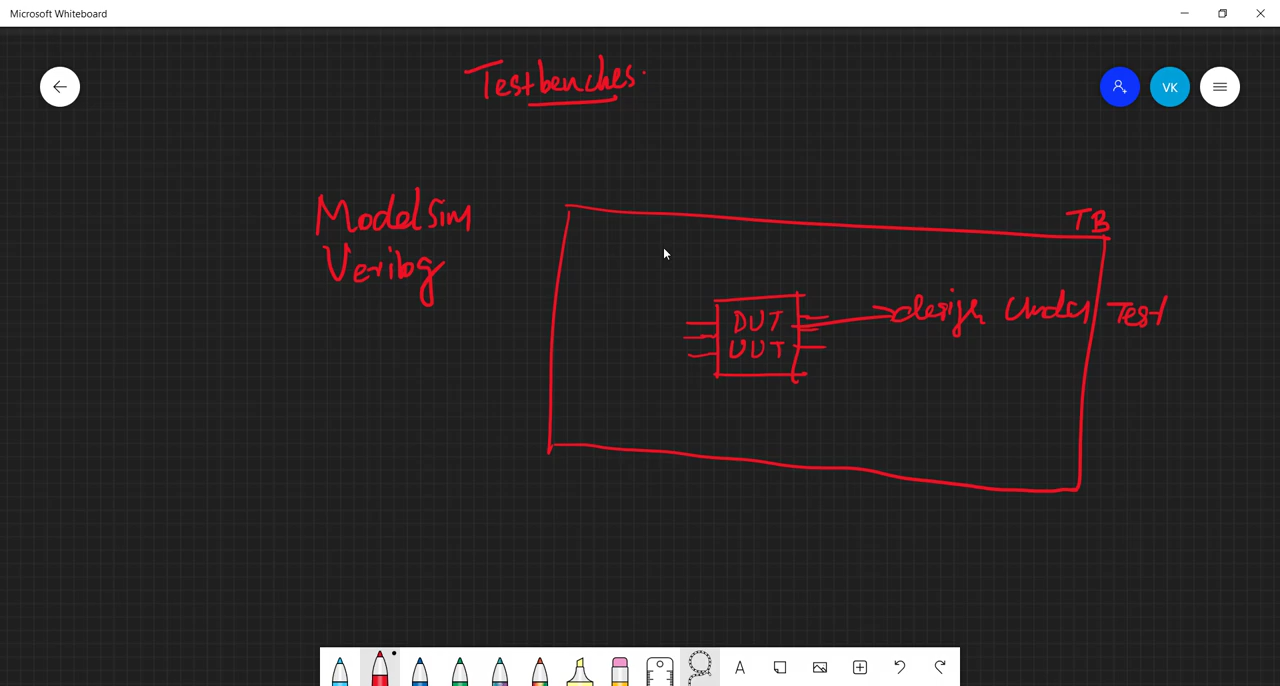 Microsoft Whiteboard
Testbenches.
VK
ModelSim
Verilog
TB
DUT
UUT
design Under Test
A